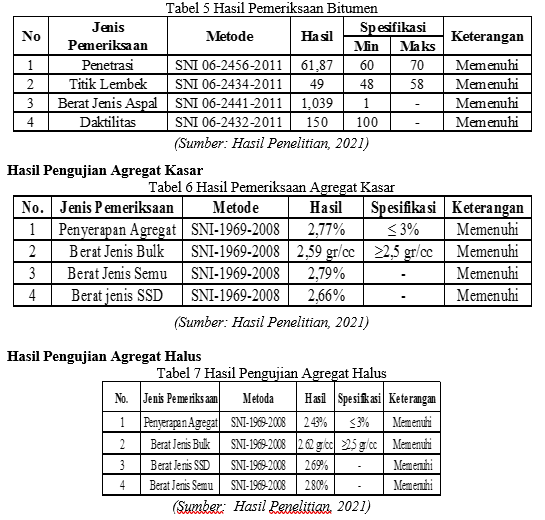 Tabel 5 Hasil Pemeriksaan Bitumen
No Jenis Pemeriksaan Metode Hasil Spesifikasi Min Maks Keterangan
1 Penetrasi SNI 06-2456-2011 61,87 60 70 Memenuhi
2 Titik Lembek SNI 06-2434-2011 49 48 58 Memenuhi
3 Berat Jenis Aspal SNI 06-2441-2011 1,039 1 - Memenuhi
4 Daktilitas SNI 06-2432-2011 150 100 - Memenuhi
(Sumber: Hasil Penelitian, 2021)
Hasil Pengujian Agregat Kasar
Tabel 6 Hasil Pemeriksaan Agregat Kasar
No. Jenis Pemeriksaan Metode Hasil Spesifikasi Keterangan
1 Penyerapan Agregat SNI-1969-2008 2,77% ≤ 3% Memenuhi
2 Berat Jenis Bulk SNI-1969-2008 2,59 gr/cc ≥2,5 gr/cc Memenuhi
3 Berat Jenis Semu SNI-1969-2008 2,79% - Memenuhi
4 Berat jenis SSD SNI-1969-2008 2,66% - Memenuhi
(Sumber: Hasil Penelitian, 2021)
Hasil Pengujian Agregat Halus
Tabel 7 Hasil Pengujian Agregat Halus
No. Jenis Pemeriksaan Metoda Hasil Spesifikasi Keterangan
1 Penyerapan Agregat SNI-1969-2008 2.43% ≤ 3% Memenuhi
2 Berat Jenis Bulk SNI-1969-2008 2.62 gr/cc ≥2,5 gr/cc Memenuhi
3 Berat Jenis SSD SNI-1969-2008 2.69% - Memenuhi
4 Berat Jenis Semu SNI-1969-2008 2.80% - Memenuhi
(Sumber: Hasil Penelitian, 2021)